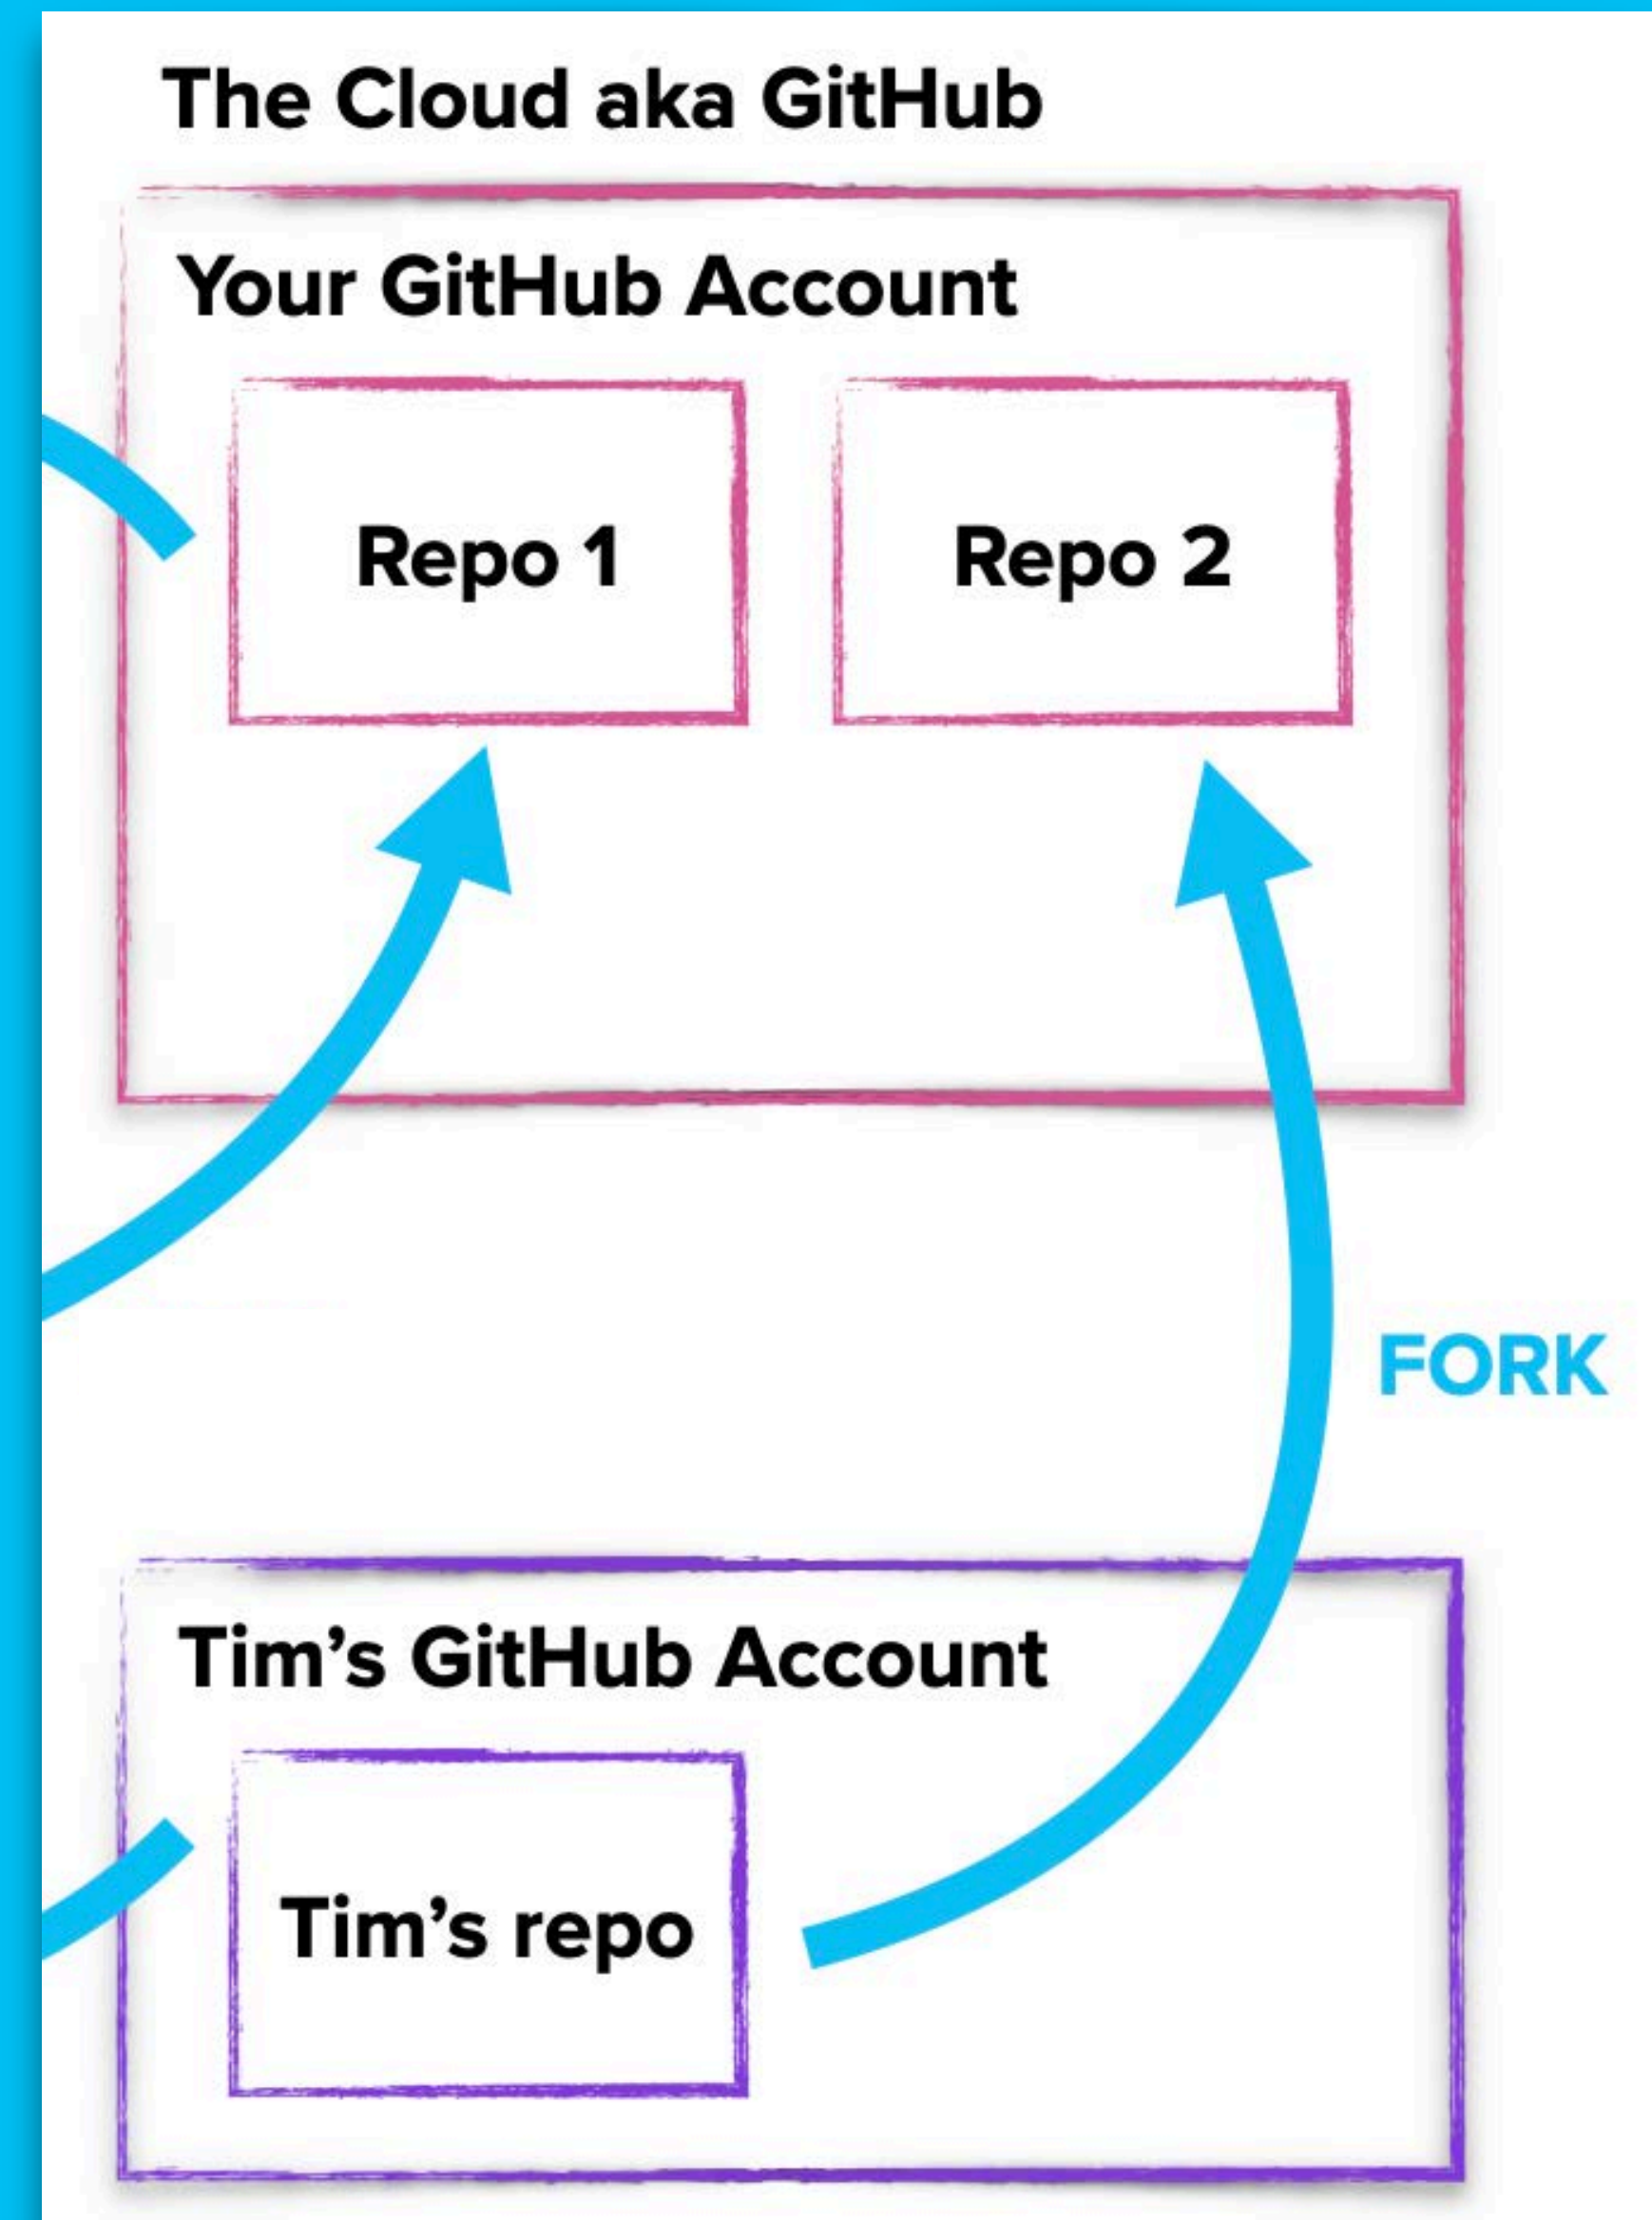 The Cloud aka GitHub
Your GitHub Account
Repo 1
Repo 2
FORK
Tim’s GitHub Account
Tim’s repo